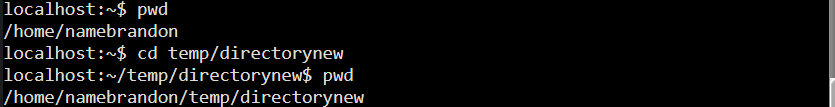 localhost:~$ pwd
/home/namebrandon
localhost:~$ cd temp/directorynew
localhost:~/temp/directorynew$ pwd
/home/namebrandon/temp/directorynew